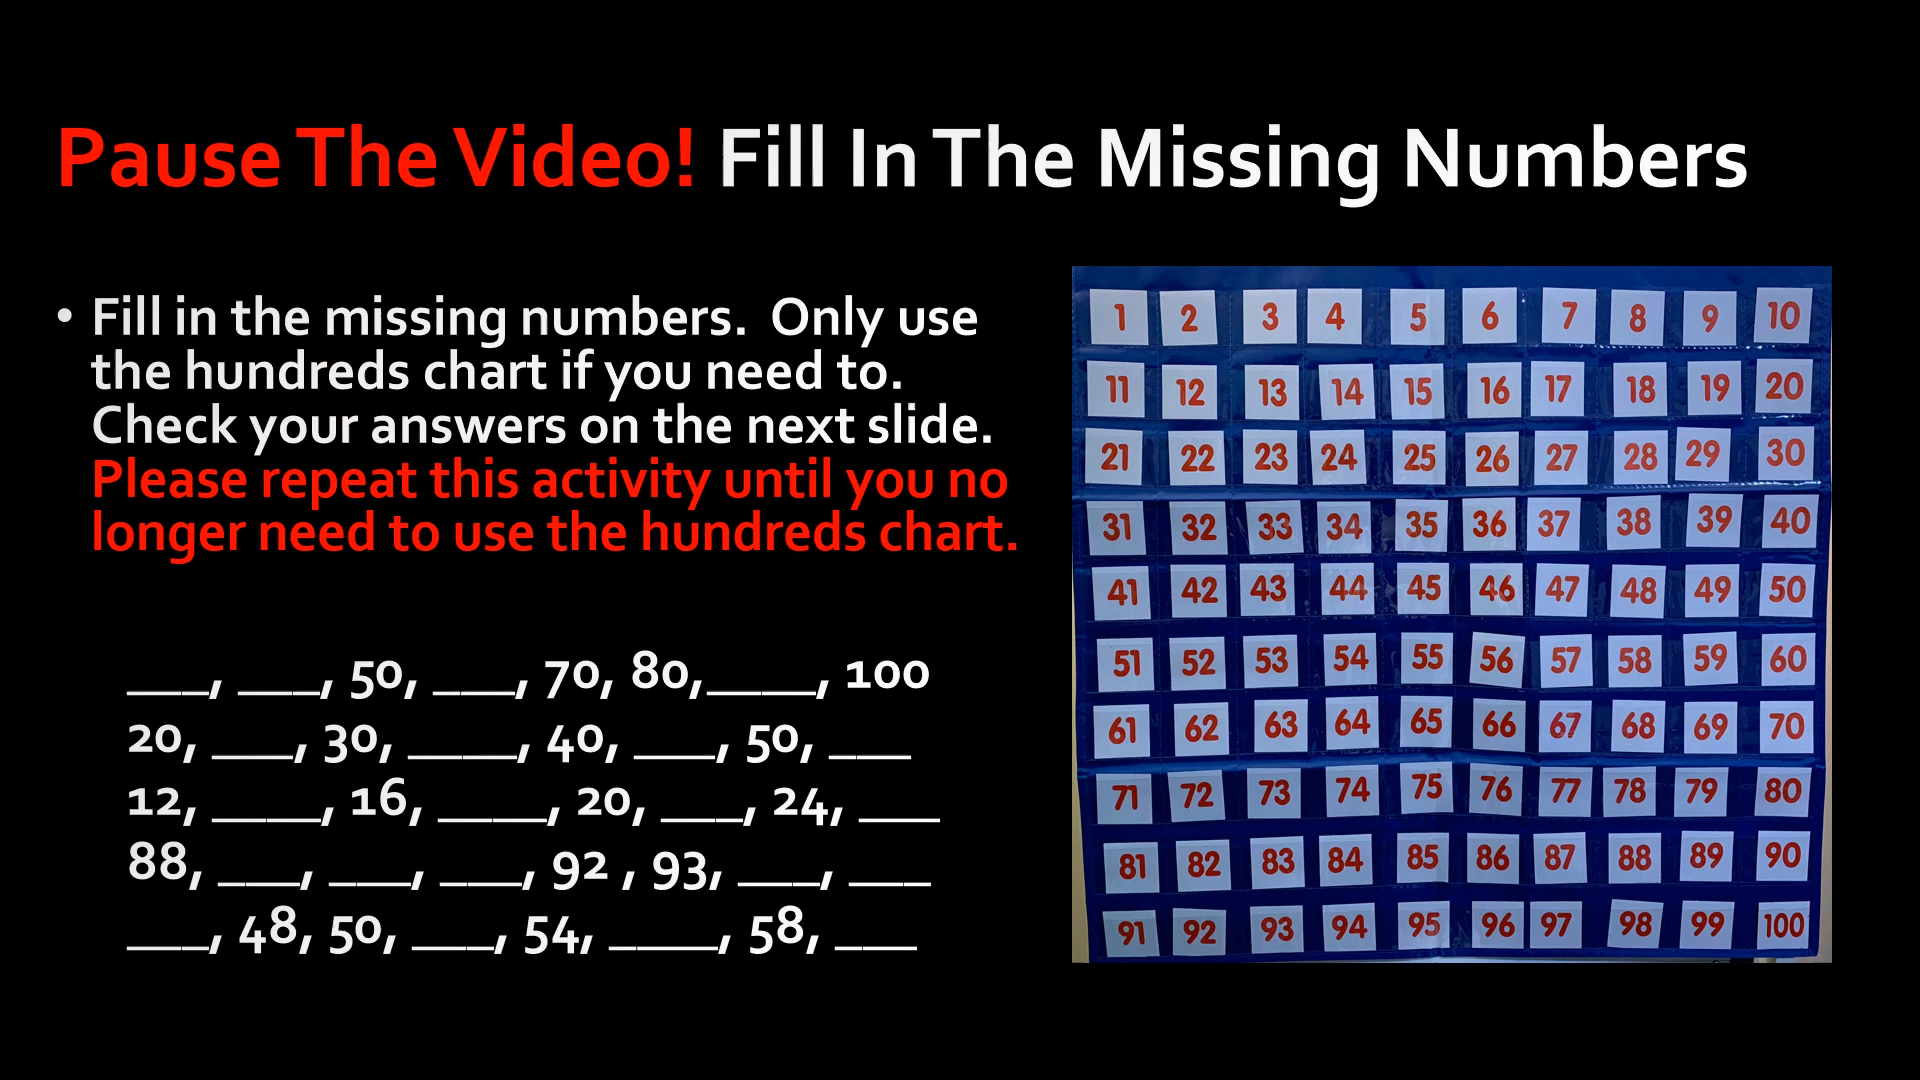 Pause The Video! Fill In The Missing Numbers
• Fill in the missing numbers.  Only use
the hundreds chart if you need to.
Check your answers on the next slide.
Please repeat this activity until you no
longer need to use the hundreds chart.
___, ___, 50, ___, 70, 80,____, 100
20, ___, 30, ____, 40, ___, 50, ___
12, ____, 16, ____, 20, ___, 24, ___
88, ___, ___, ___, 92 , 93, ___, ___
___, 48, 50, ___, 54, ____, 58, ___
1 2 3 4 5 6 7 8 9 10
11 12 13 14 15 16 17 18 19 20
21 22 23 24 25 26 27 28 29 30
31 32 33 34 35 36 37 38 39 40
41 42 43 44 45 46 47 48 49 50
51 52 53 54 55 56 57 58 59 60
61 62 63 64 65 66 67 68 69 70
71 72 73 74 75 76 77 78 79 80
81 82 83 84 85 86 87 88 89 90
91 92 93 94 95 96 97 98 99 100